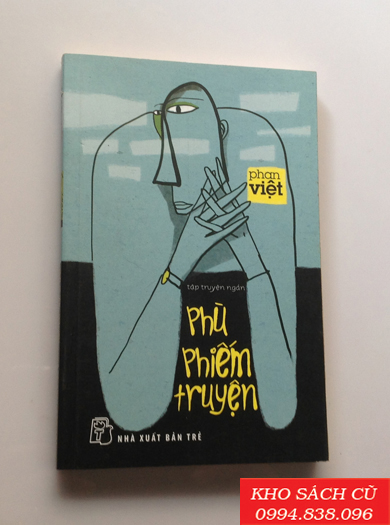 phan
việt
tập truyện ngắn
Phù
Phiếm
truyện
NHÀ XUẤT BẢN TRẺ
KHO SÁCH CŨ
0994.838.096